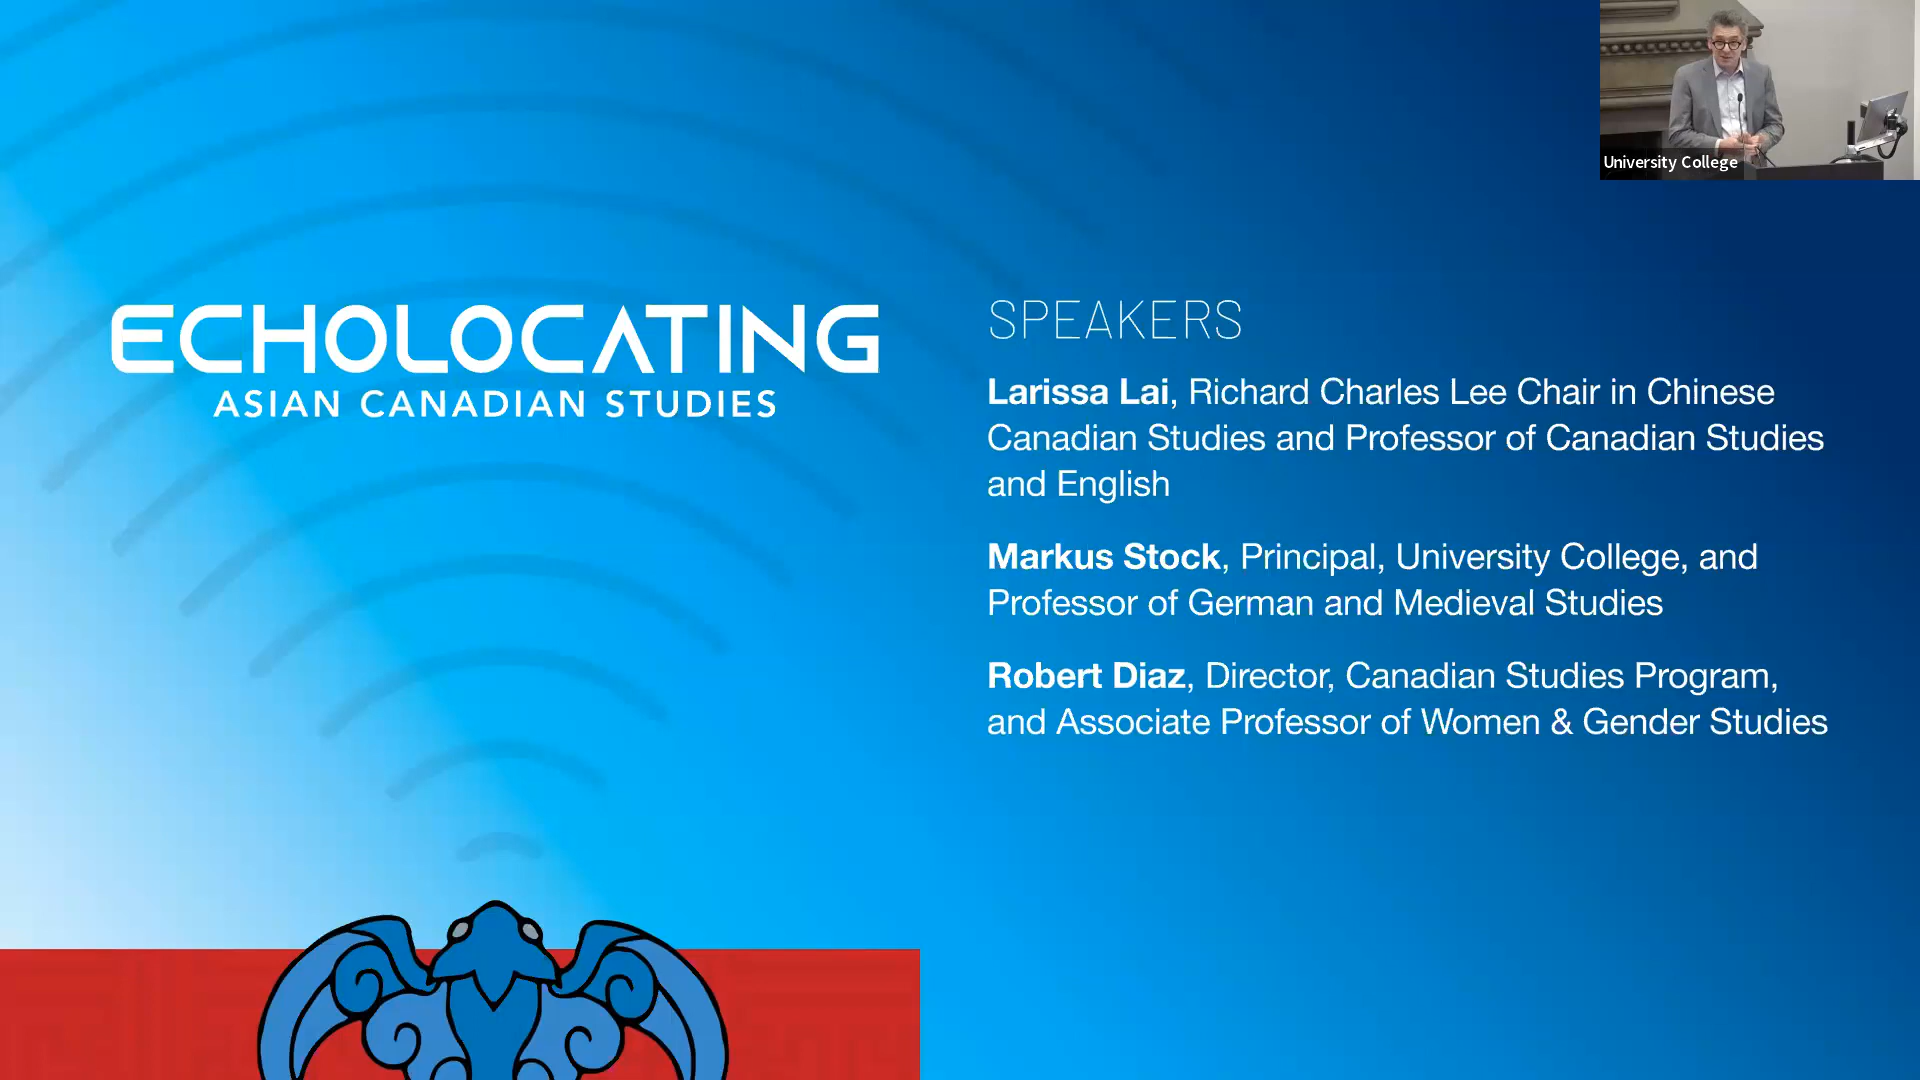 University College
ECHOLOCATING
ASIAN CANADIAN STUDIES
SPEAKERS
Larissa Lai, Richard Charles Lee Chair in Chinese
Canadian Studies and Professor of Canadian Studies
and English
Markus Stock, Principal, University College, and
Professor of German and Medieval Studies
Robert Diaz, Director, Canadian Studies Program,
and Associate Professor of Women & Gender Studies